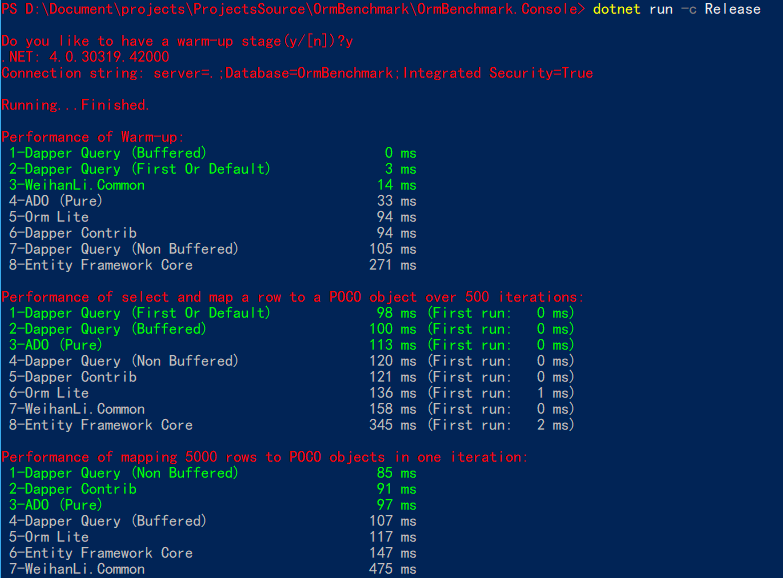 PS D:\Document\projects\ProjectsSource\OrmBenchmark\OrmBenchmark.Console> dotnet run -c Release
Do you like to have a warm-up stage(y/[n])?y
.NET: 4.0.30319.42000
Connection string: server=.;Database=OrmBenchmark;Integrated Security=True
Running...Finished.
Performance of Warm-up:
1-Dapper Query (Buffered) 0 ms
2-Dapper Query (First Or Default) 3 ms
3-WeihanLi.Common 14 ms
4-ADO (Pure) 33 ms
5-Orm Lite 94 ms
6-Dapper Contrib 94 ms
7-Dapper Query (Non Buffered) 105 ms
8-Entity Framework Core 271 ms
Performance of select and map a row to a POCO object over 500 iterations:
1-Dapper Query (First Or Default) 98 ms (First run: 0 ms)
2-Dapper Query (Buffered) 100 ms (First run: 0 ms)
3-ADO (Pure) 113 ms (First run: 0 ms)
4-Dapper Query (Non Buffered) 120 ms (First run: 0 ms)
5-Dapper Contrib 121 ms (First run: 0 ms)
6-Orm Lite 136 ms (First run: 1 ms)
7-WeihanLi.Common 158 ms (First run: 0 ms)
8-Entity Framework Core 345 ms (First run: 2 ms)
Performance of mapping 5000 rows to POCO objects in one iteration:
1-Dapper Query (Non Buffered) 85 ms
2-Dapper Contrib 91 ms
3-ADO (Pure) 97 ms
4-Dapper Query (Buffered) 107 ms
5-Orm Lite 117 ms
6-Entity Framework Core 147 ms
7-WeihanLi.Common 475 ms